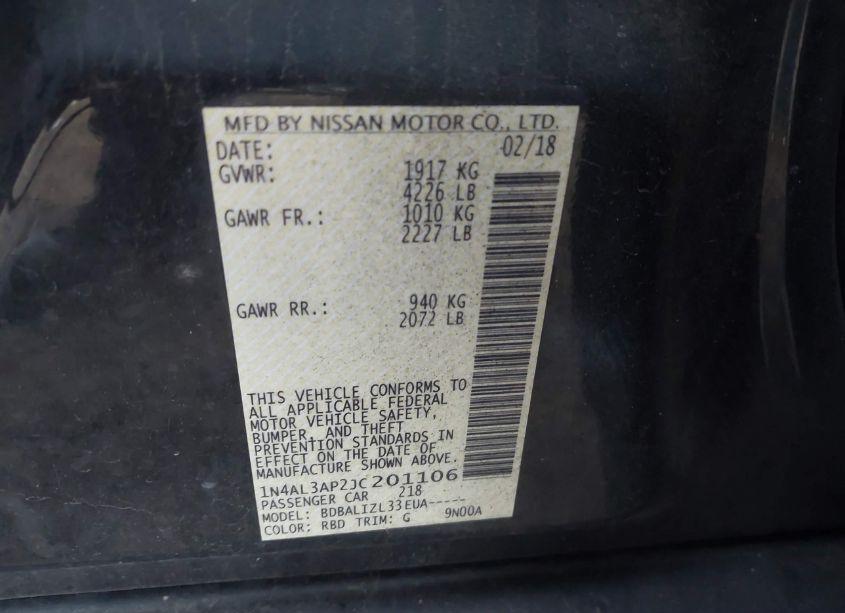 MFD BY NISSAN MOTOR CO., LTD.
DATE: 02/18
GVWR: 1917 KG
4226 LB
GAWR FR.: 1010 KG
2227 LB
GAWR RR.: 940 KG
2072 LB
THIS VEHICLE CONFORMS TO
ALL APPLICABLE FEDERAL
MOTOR VEHICLE SAFETY,
BUMPER, AND THEFT
PREVENTION STANDARDS IN
EFFECT ON THE DATE OF
MANUFACTURE SHOWN ABOVE.
1N4AL3AP2JC201106
PASSENGER CAR 218
MODEL: BDBALIZL33EUA-----
COLOR: RBD TRIM: G 9N00A